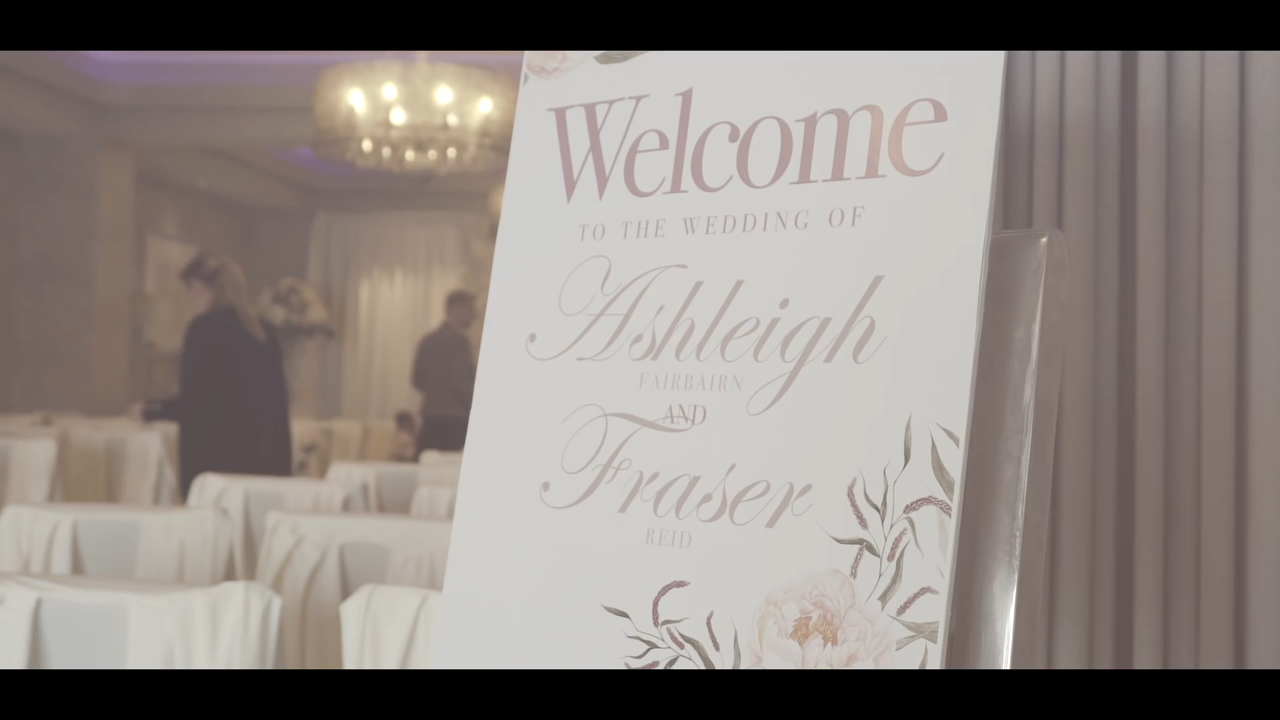 Welcome
TO THE WEDDING OF
Ashleigh
FAIRBAIRN
AND
Fraser
REID